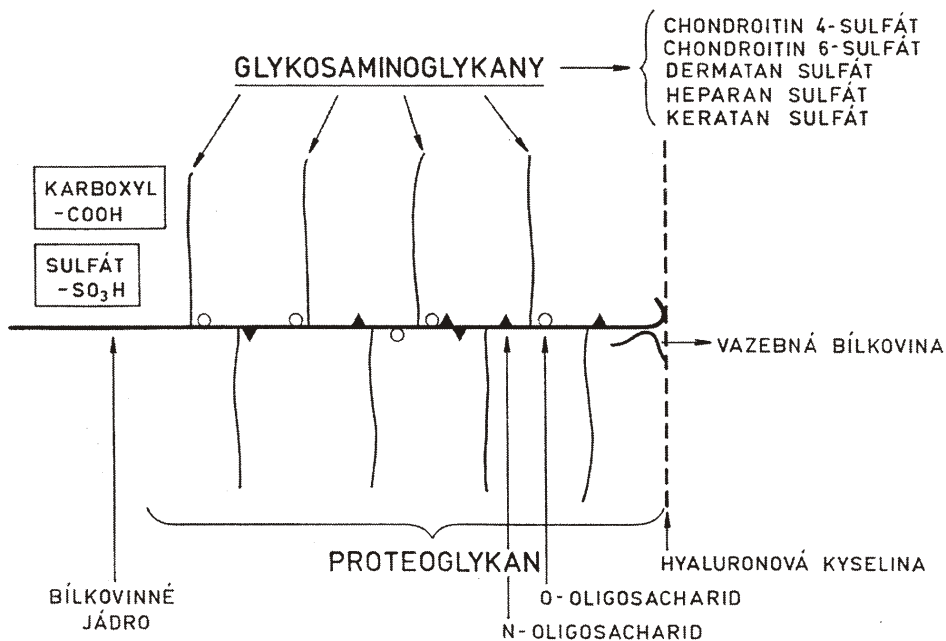 CHONDROITIN 4-SULFÁT
CHONDROITIN 6-SULFÁT
GLYKOSAMINOGLYKANY
DERMATAN SULFÁT
HEPARAN SULFÁT
KERATAN SULFÁT
KARBOXYL
-COOH
SULFÁT
-SO₃H
VAZEBNÁ BÍLKOVINA
PROTEOGLYKAN
HYALURONOVÁ KYSELINA
BÍLKOVINNÉ
JÁDRO
O-OLIGOSACHARID
N-OLIGOSACHARID